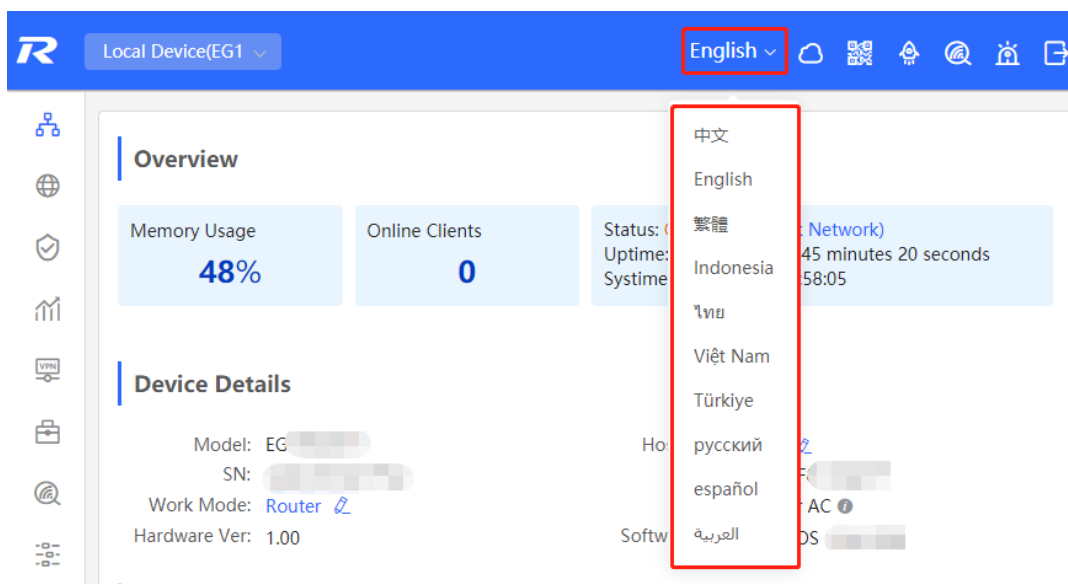 Local Device(EG1
English
中文
English
繁體
Indonesia
ไทย
Việt Nam
Türkiye
русский
español
العربية
VPN
Overview
Memory Usage
48%
Online Clients
0
Status:
Network)
Uptime:
45 minutes 20 seconds
Systime
:58:05
Device Details
Model: EG
SN:
Work Mode: Router
Hardware Ver: 1.00
Ho
AC
Softw
OS